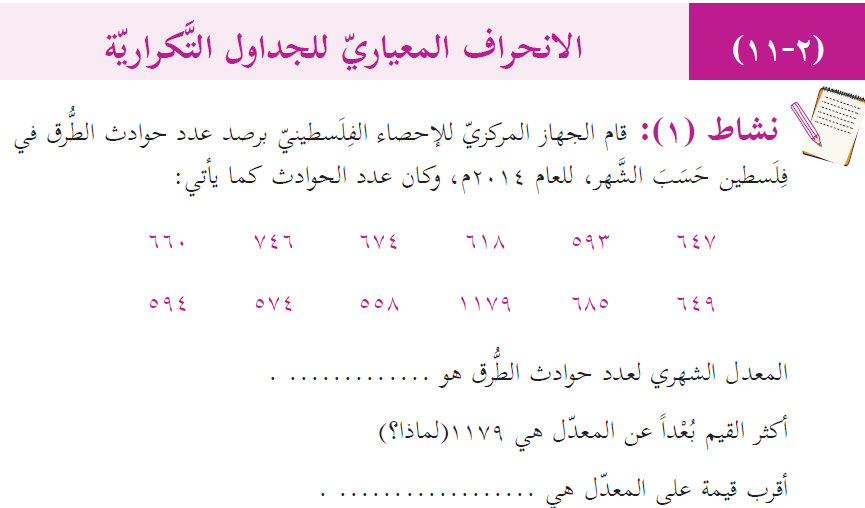 (٢-١١) الانحراف المعياريّ للجداول التَّكراريّة
نشاط (١): قام الجهاز المركزيّ للإحصاء الفِلَسطينيّ برصد عدد حوادث الطُّرق في
فِلَسطين حَسَبَ الشَّهر، للعام ٢٠١٤م، وكان عدد الحوادث كما يأتي:
٦٤٧ ٥٩٣ ٦١٨ ٦٧٤ ٧٤٦ ٦٦٠
٦٤٩ ٦٨٥ ١١٧٩ ٥٥٨ ٥٧٤ ٥٩٤
المعدل الشهري لعدد حوادث الطُّرق هو ............. .
أكثر القيم بُعْداً عن المعدّل هي ١١٧٩(لماذا؟)
أقرب قيمة على المعدّل هي .................. .